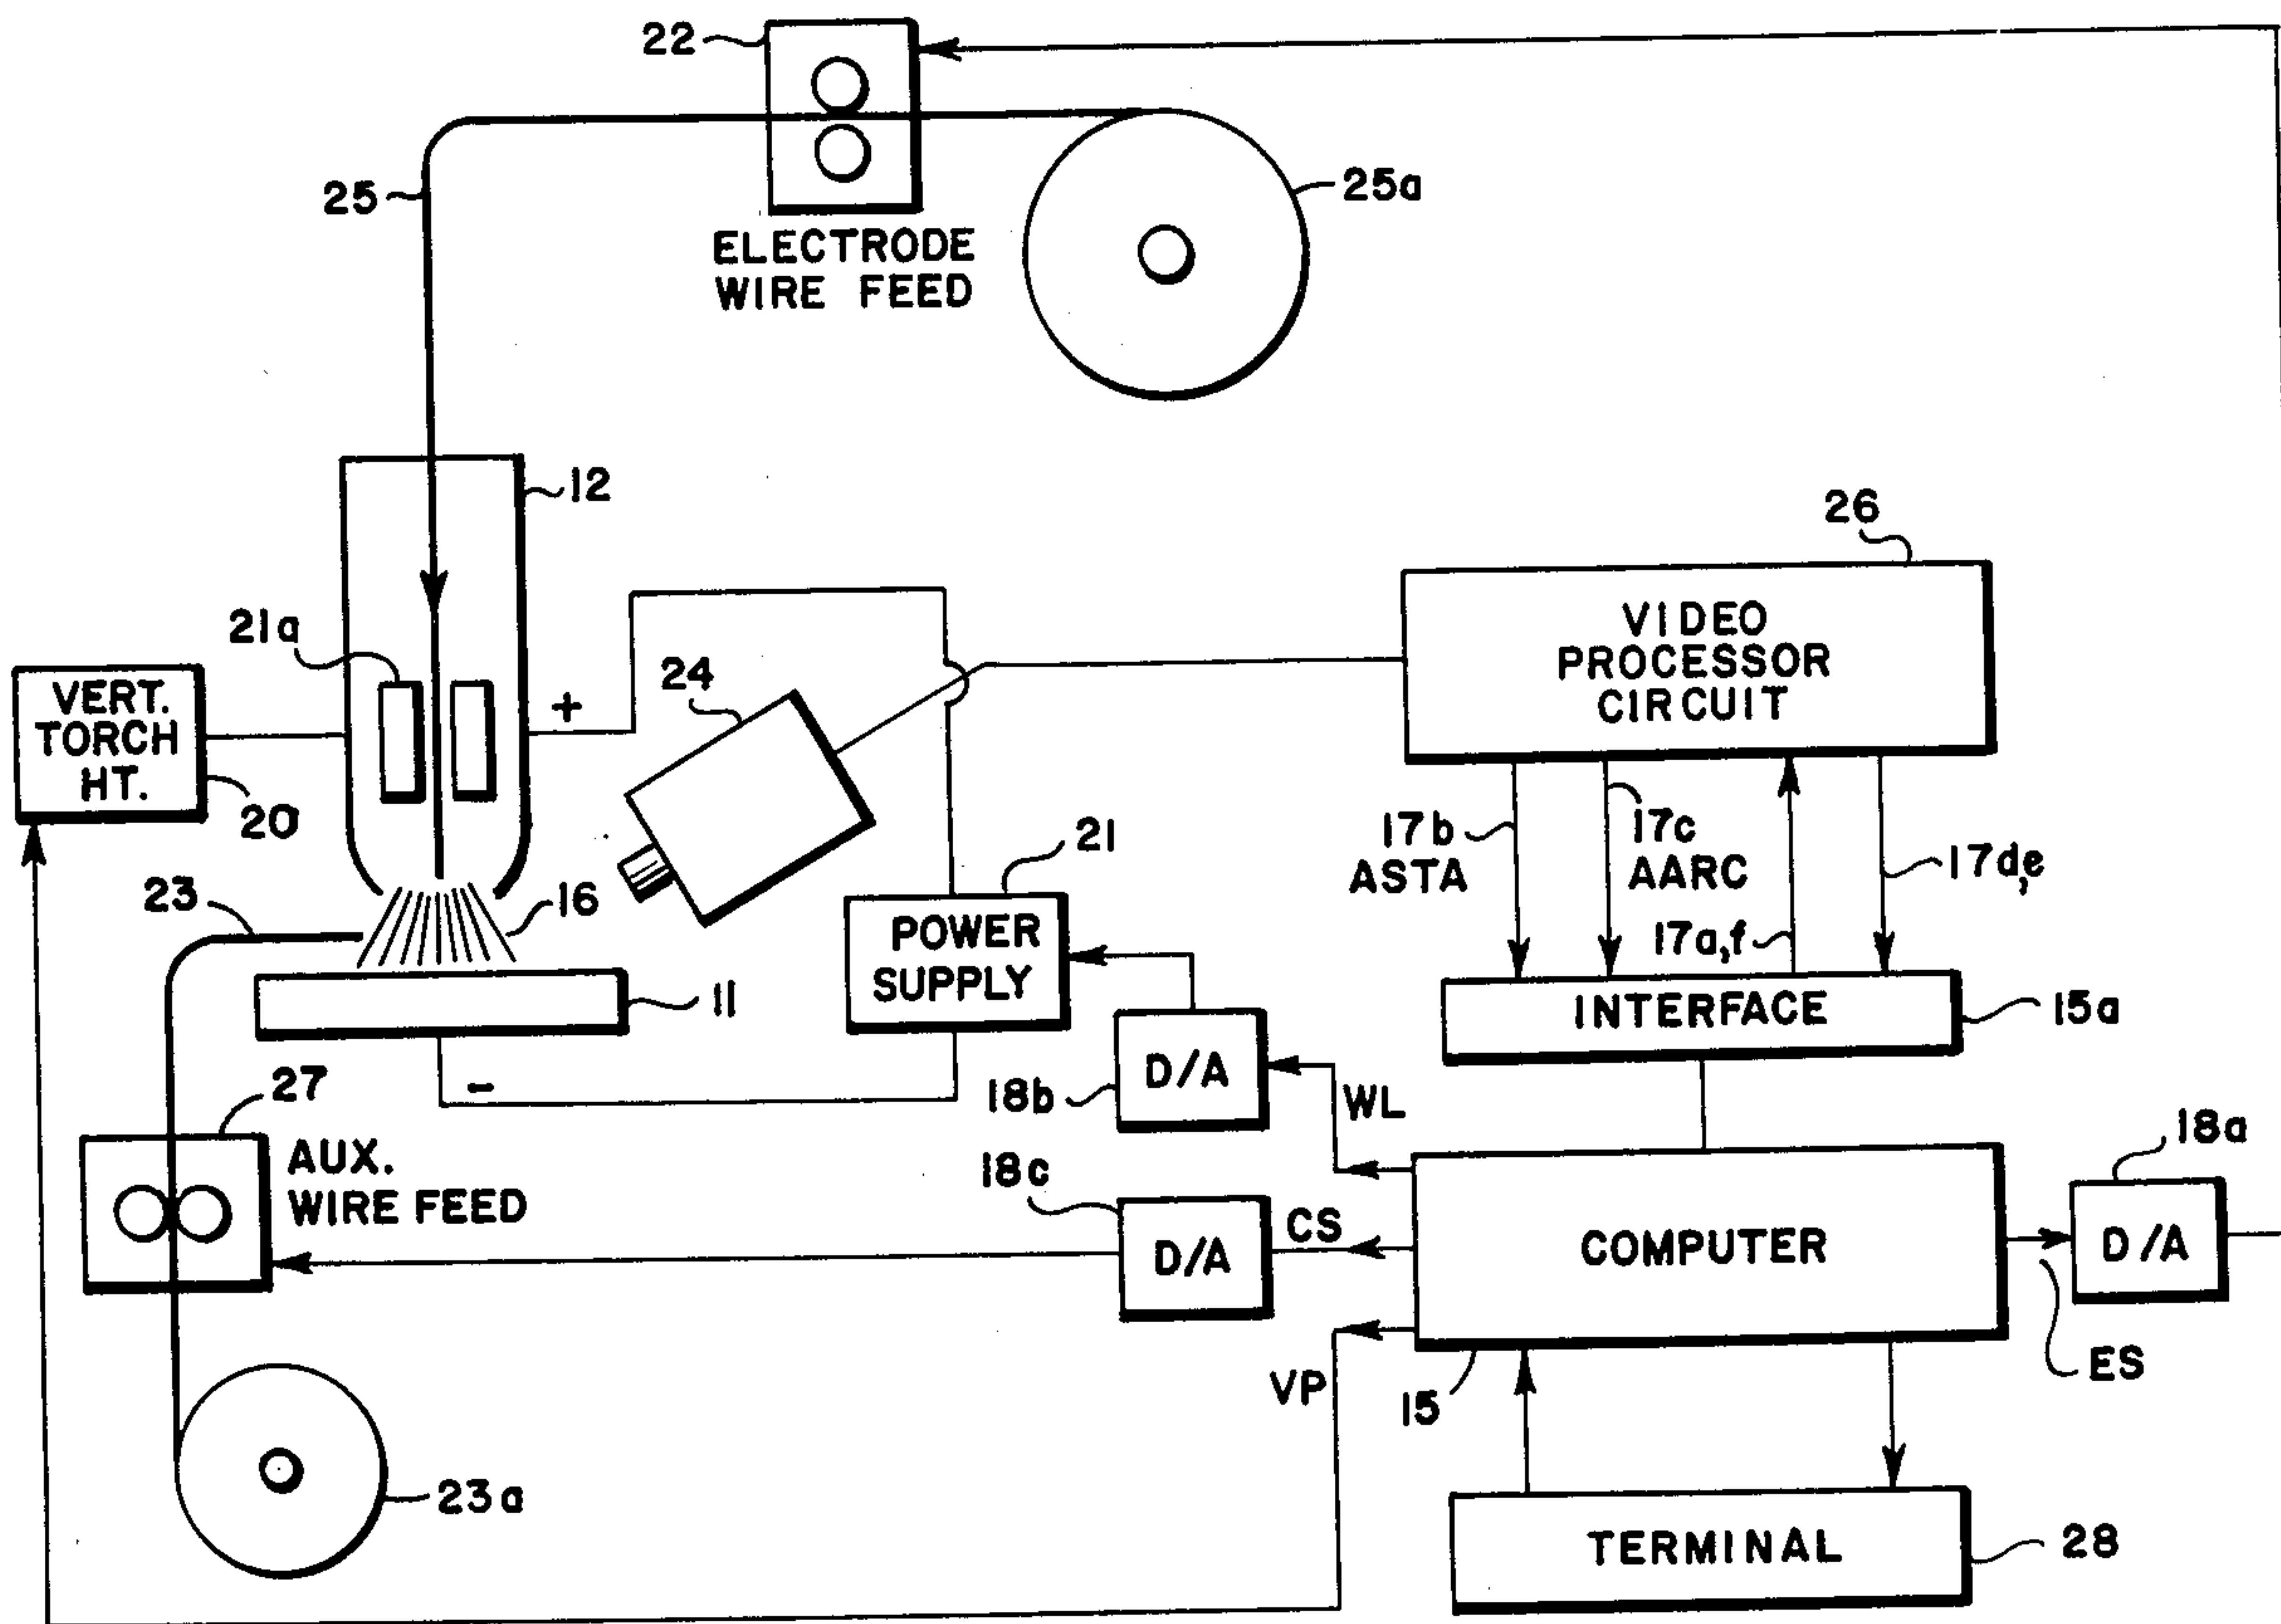 22
25
25a
ELECTRODE
WIRE FEED
12
26
21a
24
VIDEO
PROCESSOR
CIRCUIT
VERT.
TORCH
HT.
+
20
21
17b
ASTA
17c
AARC
17d,e
23
16
POWER
SUPPLY
17a,f
11
INTERFACE
15a
D/A
18b
-
27
WL
18a
AUX.
WIRE FEED
18c
CS
D/A
COMPUTER
D/A
VP
15
ES
23a
TERMINAL
28